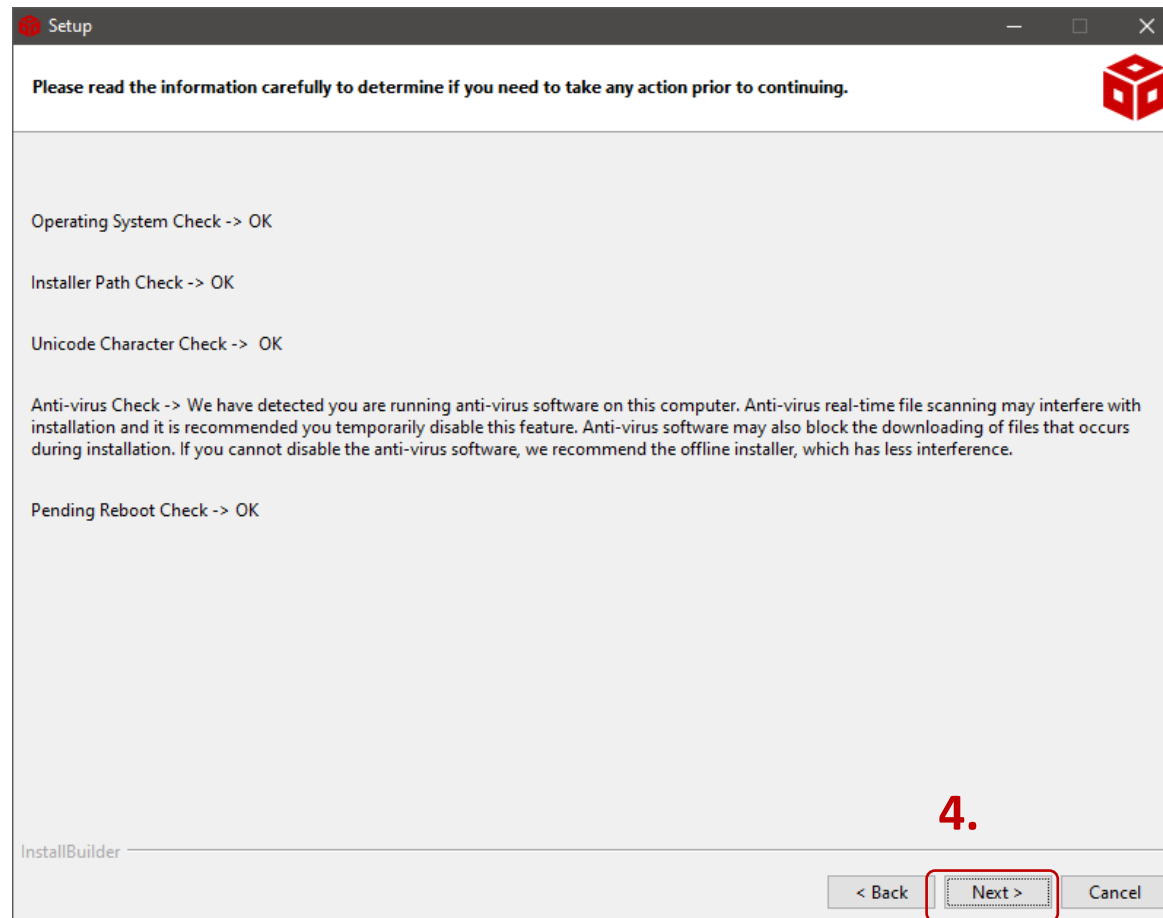 Setup
Please read the information carefully to determine if you need to take any action prior to continuing.
Operating System Check -> OK
Installer Path Check -> OK
Unicode Character Check ->  OK
Anti-virus Check -> We have detected you are running anti-virus software on this computer. Anti-virus real-time file scanning may interfere with
installation and it is recommended you temporarily disable this feature. Anti-virus software may also block the downloading of files that occurs
during installation. If you cannot disable the anti-virus software, we recommend the offline installer, which has less interference.
Pending Reboot Check -> OK
4.
InstallBuilder
< Back Next > Cancel